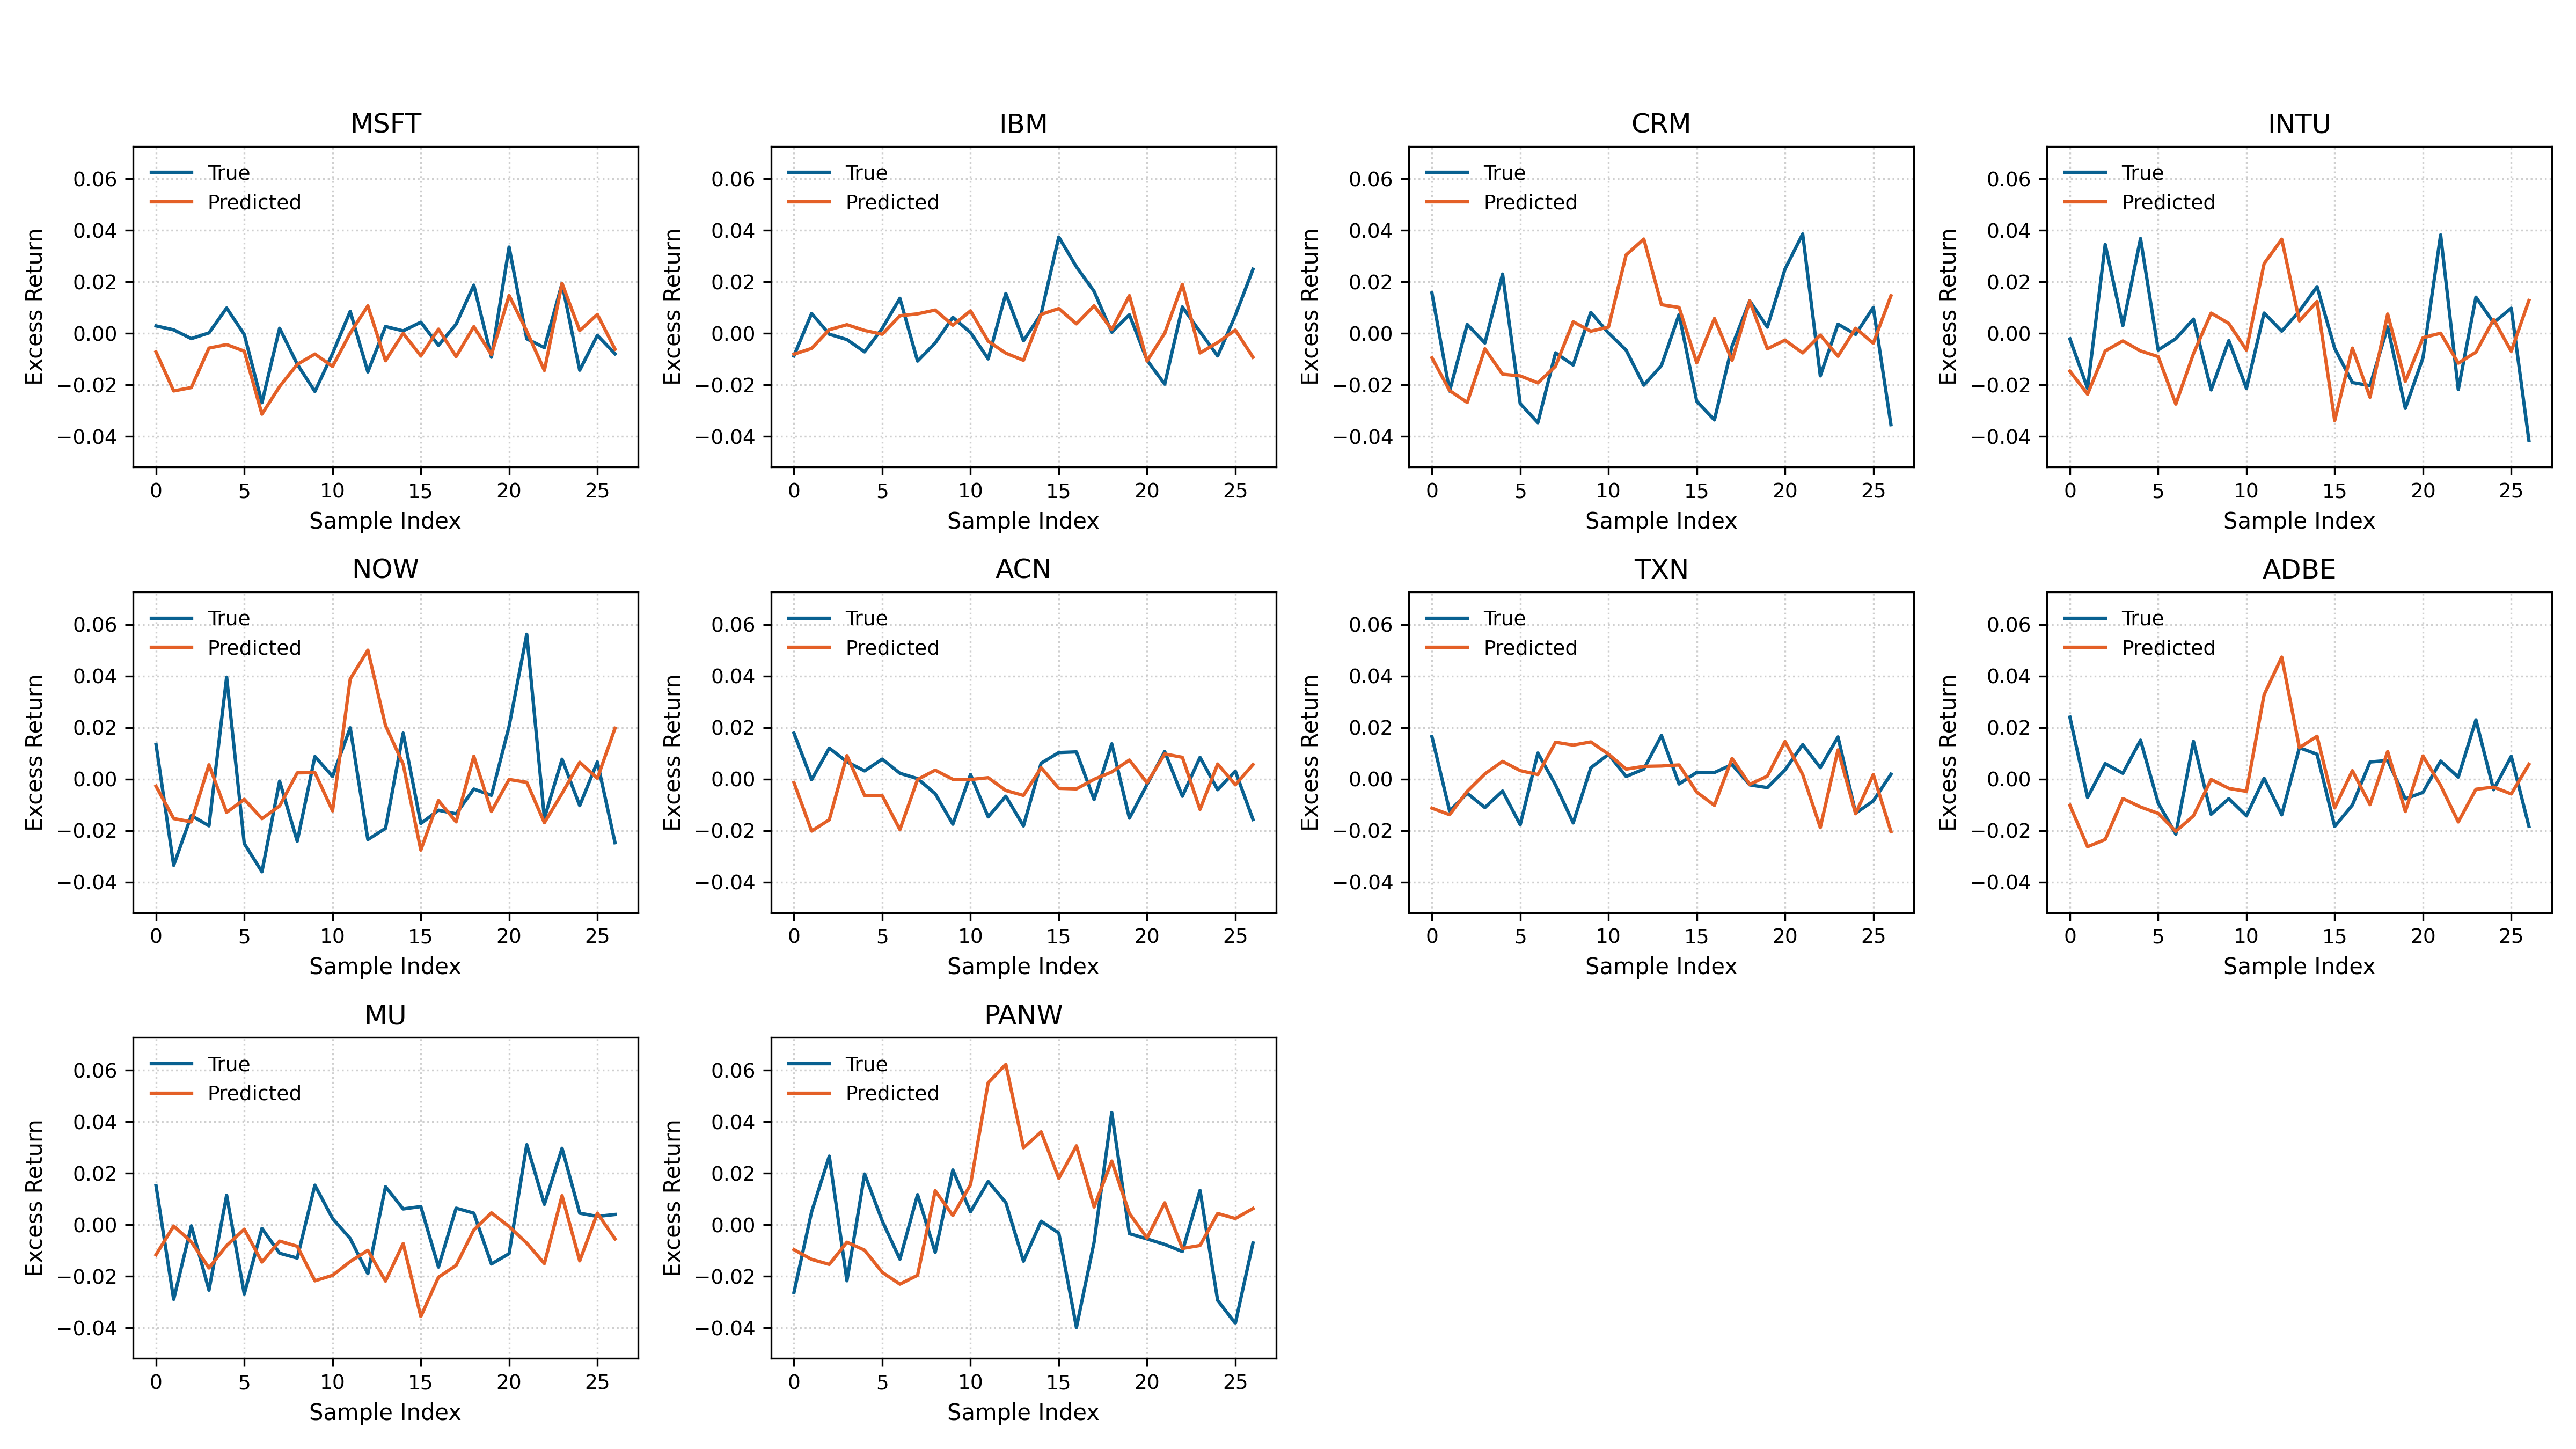 MSFT
Excess Return
0.06
0.04
0.02
0.00
−0.02
−0.04
True
Predicted
0 5 10 15 20 25
Sample Index
IBM
Excess Return
0.06
0.04
0.02
0.00
−0.02
−0.04
True
Predicted
0 5 10 15 20 25
Sample Index
CRM
Excess Return
0.06
0.04
0.02
0.00
−0.02
−0.04
True
Predicted
0 5 10 15 20 25
Sample Index
INTU
Excess Return
0.06
0.04
0.02
0.00
−0.02
−0.04
True
Predicted
0 5 10 15 20 25
Sample Index
NOW
Excess Return
0.06
0.04
0.02
0.00
−0.02
−0.04
True
Predicted
0 5 10 15 20 25
Sample Index
ACN
Excess Return
0.06
0.04
0.02
0.00
−0.02
−0.04
True
Predicted
0 5 10 15 20 25
Sample Index
TXN
Excess Return
0.06
0.04
0.02
0.00
−0.02
−0.04
True
Predicted
0 5 10 15 20 25
Sample Index
ADBE
Excess Return
0.06
0.04
0.02
0.00
−0.02
−0.04
True
Predicted
0 5 10 15 20 25
Sample Index
MU
Excess Return
0.06
0.04
0.02
0.00
−0.02
−0.04
True
Predicted
0 5 10 15 20 25
Sample Index
PANW
Excess Return
0.06
0.04
0.02
0.00
−0.02
−0.04
True
Predicted
0 5 10 15 20 25
Sample Index